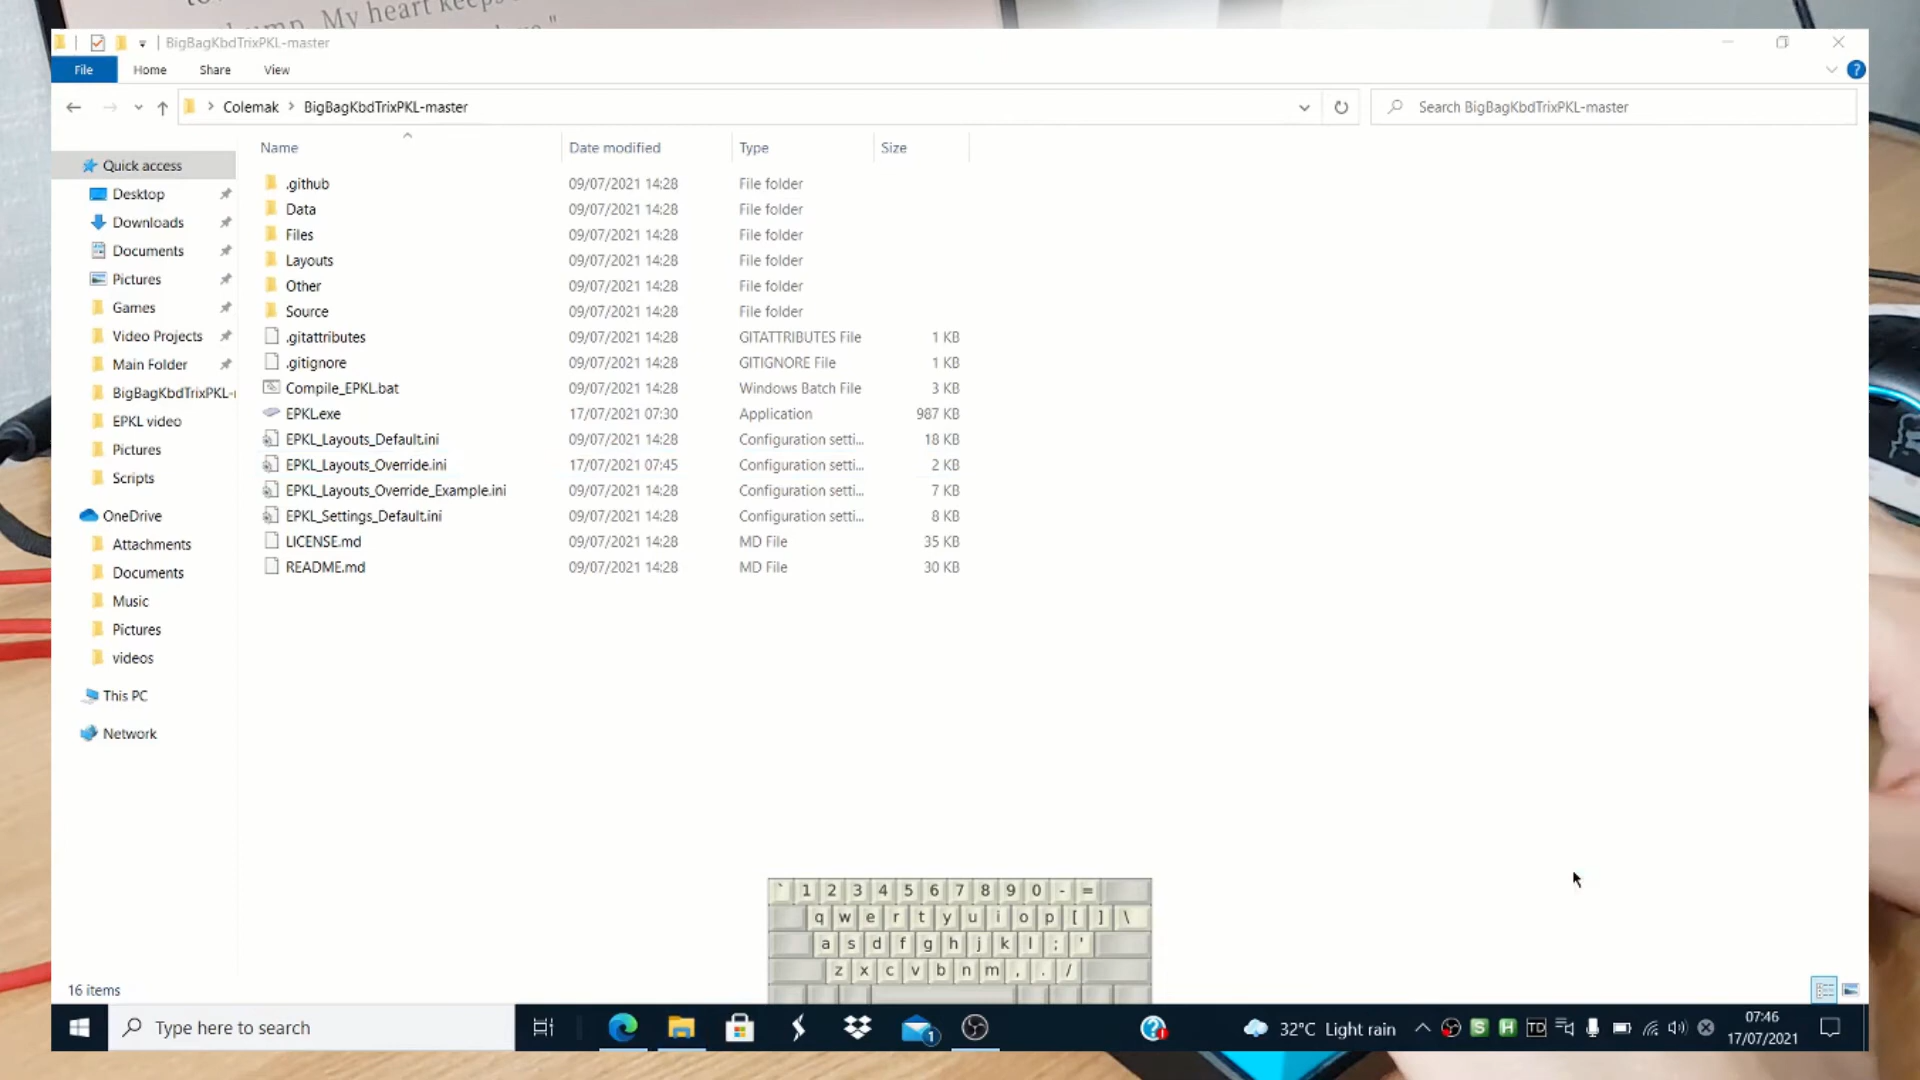 My heart keeps
BigBagKbdTrixPKL-master
File Home Share View
Colemak BigBagKbdTrixPKL-master
Search BigBagKbdTrixPKL-master
Name Date modified Type Size
Quick access
Desktop
Downloads
Documents
Pictures
Games
Video Projects
Main Folder
BigBagKbdTrixPKL-
EPKL video
Pictures
Scripts
OneDrive
Attachments
Documents
Music
Pictures
videos
This PC
Network
.github 09/07/2021 14:28 File folder
Data 09/07/2021 14:28 File folder
Files 09/07/2021 14:28 File folder
Layouts 09/07/2021 14:28 File folder
Other 09/07/2021 14:28 File folder
Source 09/07/2021 14:28 File folder
.gitattributes 09/07/2021 14:28 GITATTRIBUTES File 1 KB
.gitignore 09/07/2021 14:28 GITIGNORE File 1 KB
Compile_EPKL.bat 09/07/2021 14:28 Windows Batch File 3 KB
EPKL.exe 17/07/2021 07:30 Application 987 KB
EPKL_Layouts_Default.ini 09/07/2021 14:28 Configuration setti... 18 KB
EPKL_Layouts_Override.ini 17/07/2021 07:45 Configuration setti... 2 KB
EPKL_Layouts_Override_Example.ini 09/07/2021 14:28 Configuration setti... 7 KB
EPKL_Settings_Default.ini 09/07/2021 14:28 Configuration setti... 8 KB
LICENSE.md 09/07/2021 14:28 MD File 35 KB
README.md 09/07/2021 14:28 MD File 30 KB
` 1 2 3 4 5 6 7 8 9 0 - =
q w e r t y u i o p [ ] \
a s d f g h j k l ; '
z x c v b n m , . /
16 items
Type here to search
1
32°C Light rain
S H TD
07:46
17/07/2021